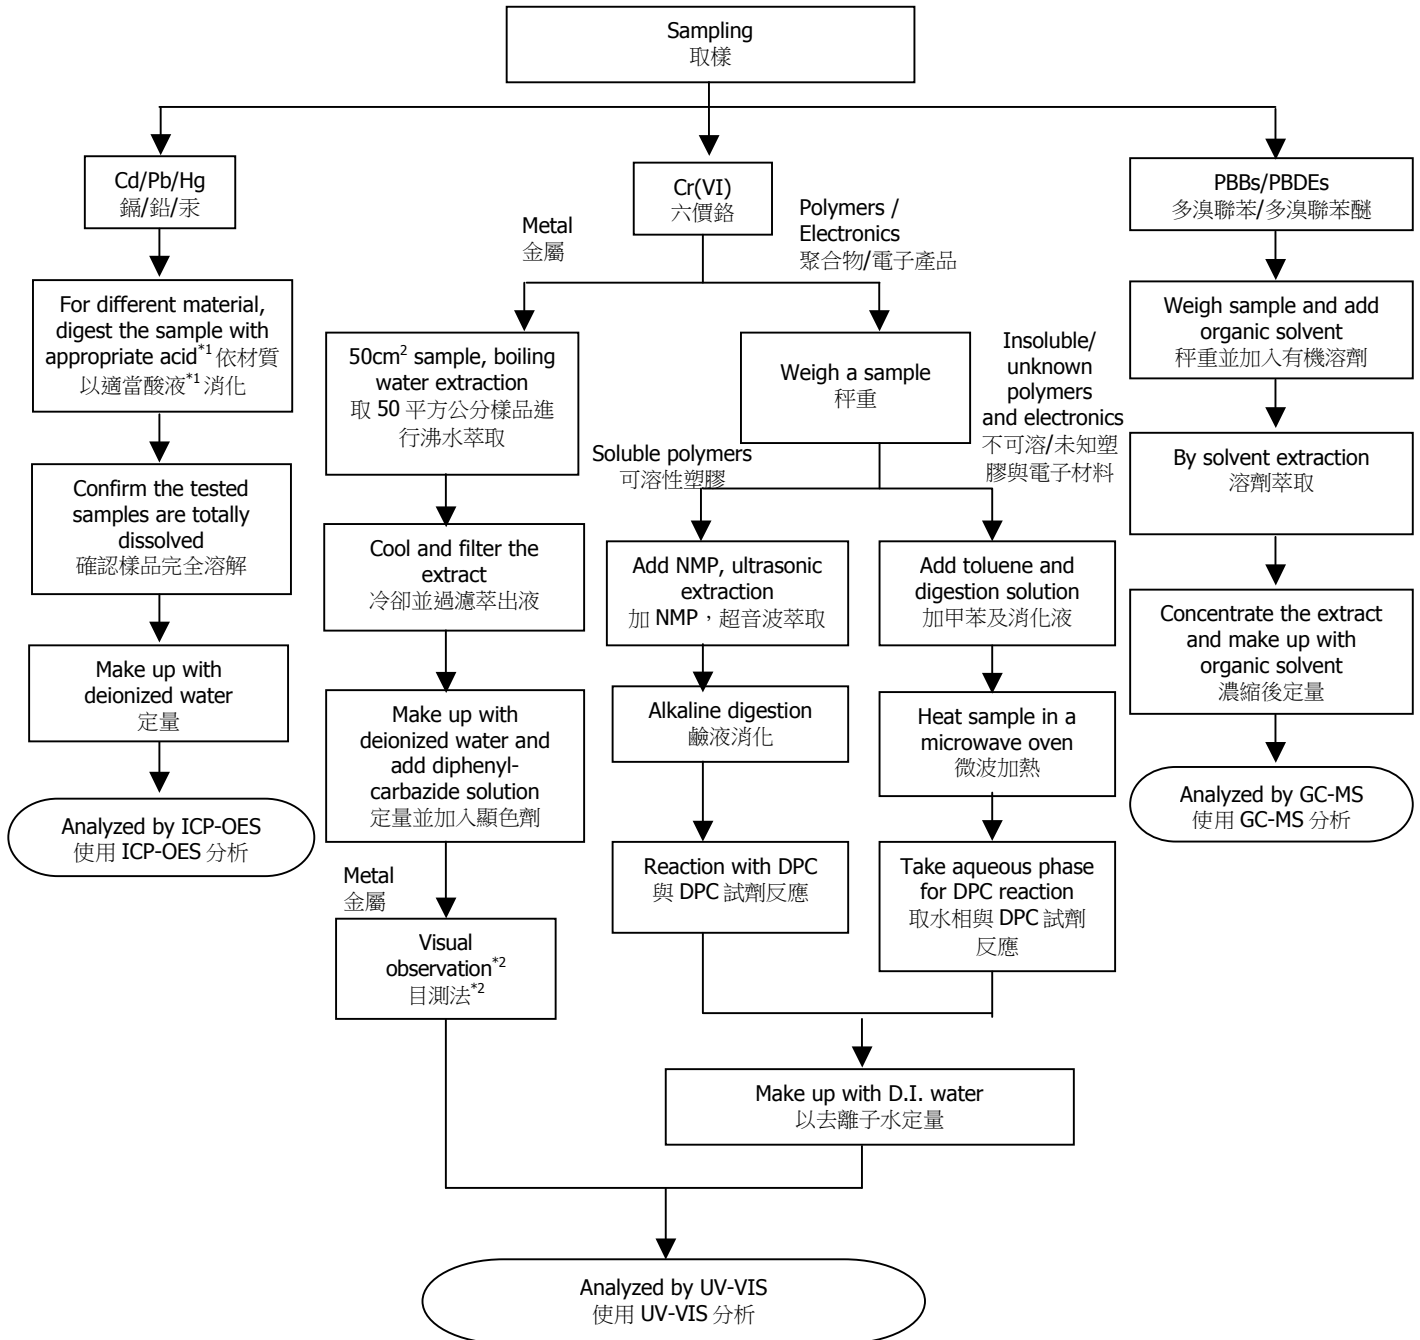 Sampling
取樣
Cd/Pb/Hg
鎘/鉛/汞
For different material,
digest the sample with
appropriate acid*1 依材質
以適當酸液*1 消化
Confirm the tested
samples are totally
dissolved
確認樣品完全溶解
Make up with
deionized water
定量
Analyzed by ICP-OES
使用 ICP-OES 分析
Cr(VI)
六價鉻
Metal
金屬
Polymers /
Electronics
聚合物/電子產品
50cm2 sample, boiling
water extraction
取 50 平方公分樣品進
行沸水萃取
Cool and filter the
extract
冷卻並過濾萃出液
Make up with
deionized water and
add diphenyl-
carbazide solution
定量並加入顯色劑
Metal
金屬
Visual
observation*2
目測法*2
Weigh a sample
秤重
Soluble polymers
可溶性塑膠
Insoluble/
unknown
polymers
and electronics
不可溶/未知塑
膠與電子材料
Add NMP, ultrasonic
extraction
加 NMP，超音波萃取
Alkaline digestion
鹼液消化
Reaction with DPC
與 DPC 試劑反應
Add toluene and
digestion solution
加甲苯及消化液
Heat sample in a
microwave oven
微波加熱
Take aqueous phase
for DPC reaction
取水相與 DPC 試劑
反應
Make up with D.I. water
以去離子水定量
Analyzed by UV-VIS
使用 UV-VIS 分析
PBBs/PBDEs
多溴聯苯/多溴聯苯醚
Weigh sample and add
organic solvent
秤重並加入有機溶劑
By solvent extraction
溶劑萃取
Concentrate the extract
and make up with
organic solvent
濃縮後定量
Analyzed by GC-MS
使用 GC-MS 分析